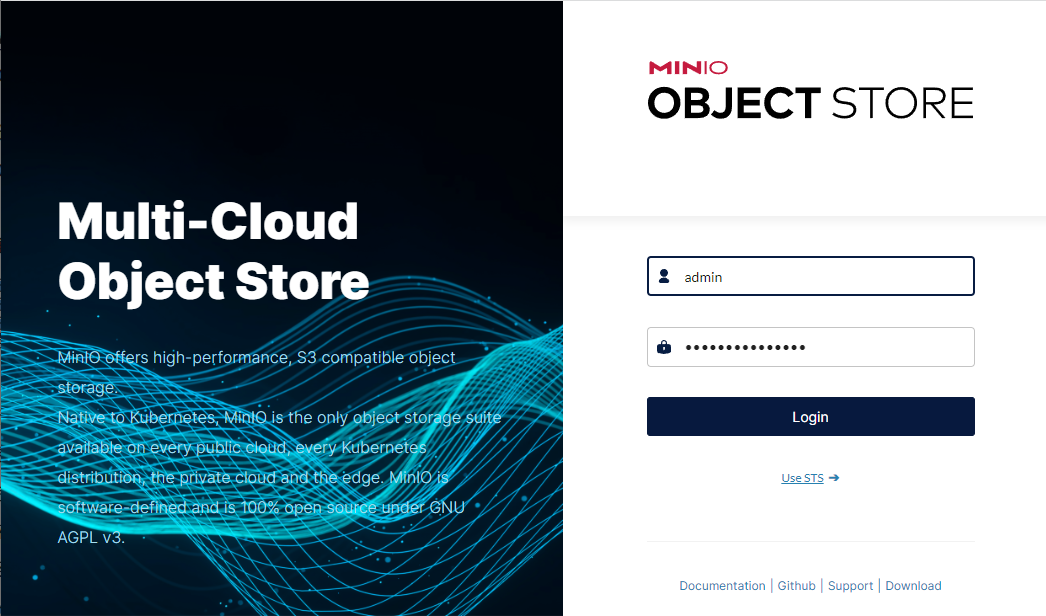 MINIO
OBJECT STORE
Multi-Cloud
Object Store
MinIO offers high-performance, S3 compatible object
storage.
Native to Kubernetes, MinIO is the only object storage suite
available on every public cloud, every Kubernetes
distribution, the private cloud and the edge. MinIO is
software-defined and is 100% open source under GNU
AGPL v3.
admin
•••••••••••••••
Login
Use STS ➔
Documentation | Github | Support | Download